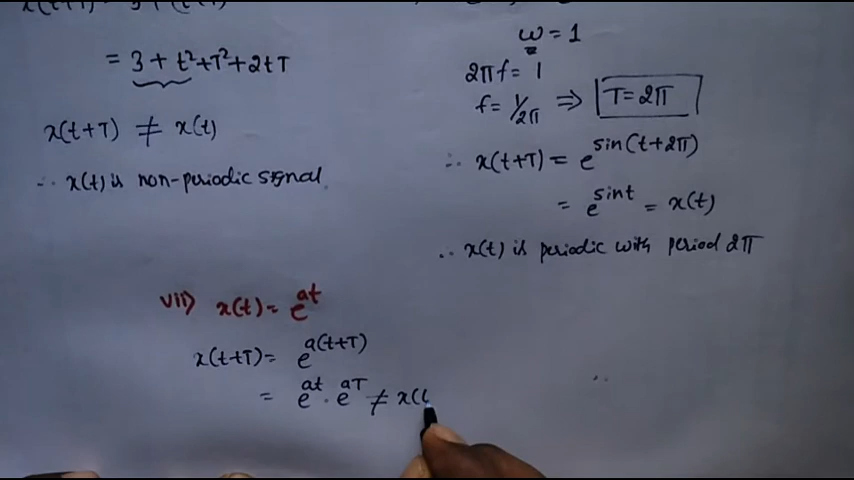 = 3 + t² + T² + 2tT
x(t+T) ≠ x(t)
∴ x(t) is non-periodic signal
ω = 1
2πf = 1
f = 1/2π ⇒ T = 2π
∴ x(t+T) = e^sin(t+2π)
= e^sint = x(t)
∴ x(t) is periodic with period 2π
vii) x(t) = e^at
x(t+T) = e^a(t+T)
= e^at . e^aT ≠ x(